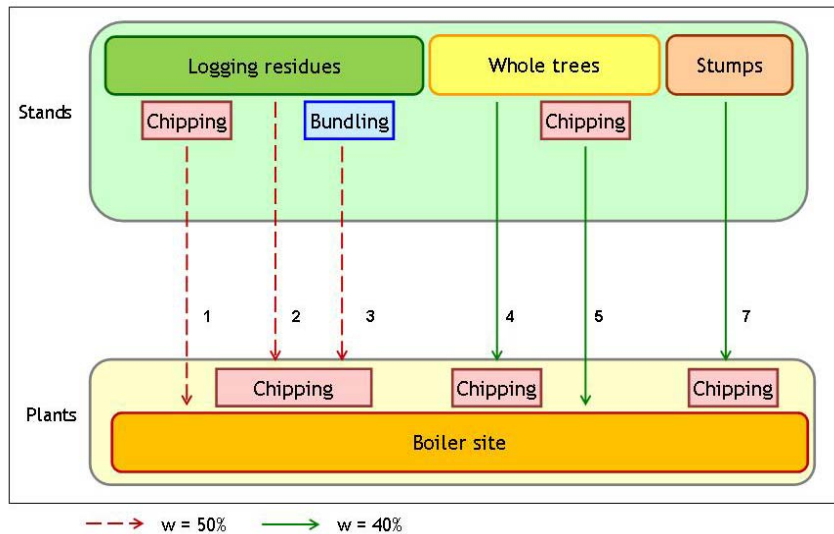 Logging residues
Whole trees
Stumps
Stands
Chipping
Bundling
Chipping
1
2
3
4
5
7
Chipping
Chipping
Chipping
Plants
Boiler site
w = 50%
w = 40%